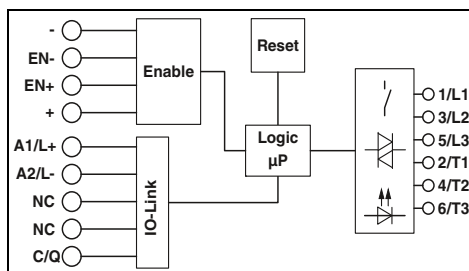 -
EN-
EN+
+
Enable
A1/L+
A2/L-
NC
NC
C/Q
IO-Link
Reset
Logic
µP
1/L1
3/L2
5/L3
2/T1
4/T2
6/T3